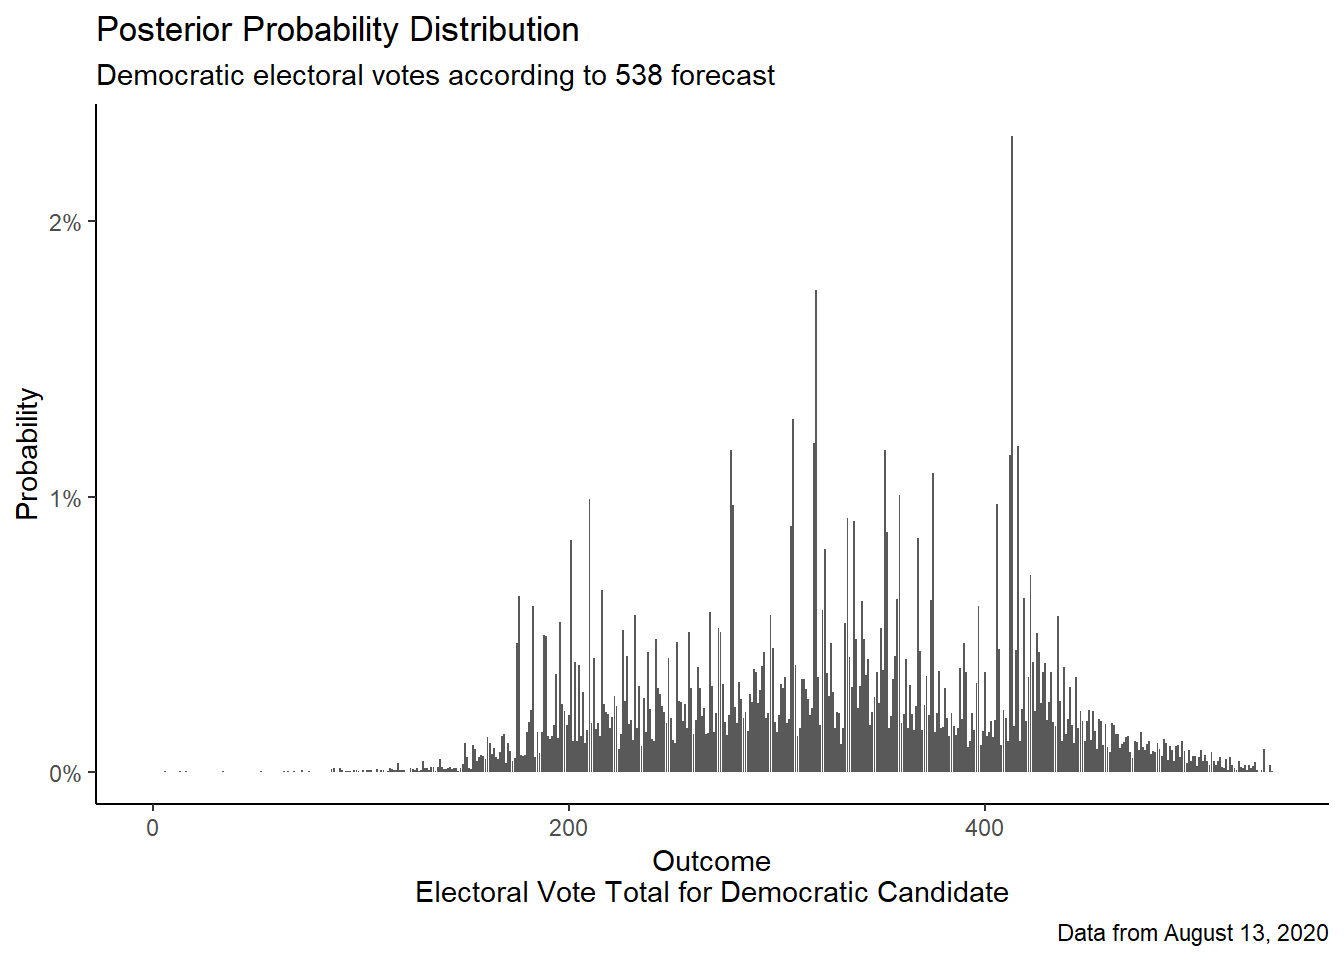 Posterior Probability Distribution
Democratic electoral votes according to 538 forecast
Probability
2%
1%
0%
0
200
400
Outcome
Electoral Vote Total for Democratic Candidate
Data from August 13, 2020